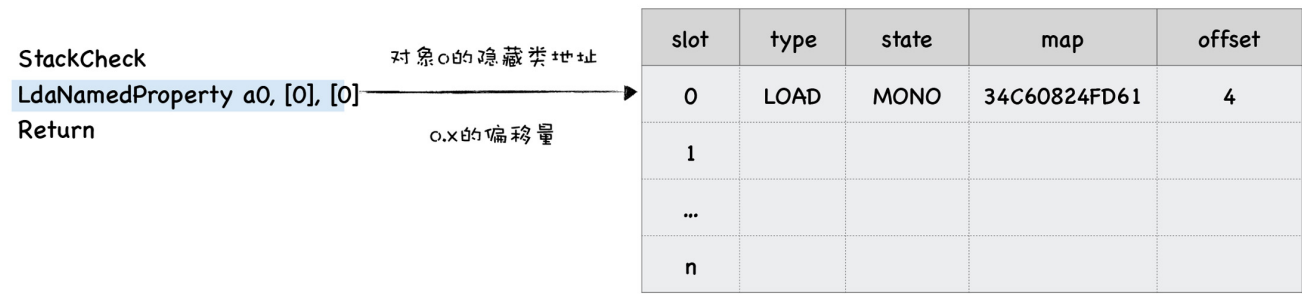 StackCheck
LdaNamedProperty a0, [0], [0]
Return
对象o的隐藏类地址
o.x的偏移量
slot type state map offset
0 LOAD MONO 34C60824FD61 4
1
...
n